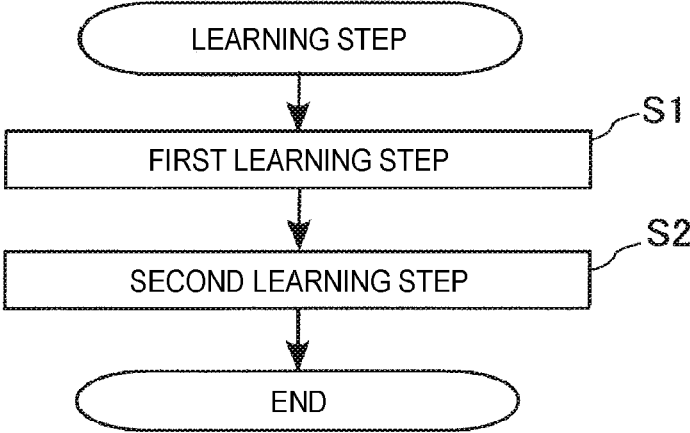 LEARNING STEP
S1
FIRST LEARNING STEP
S2
SECOND LEARNING STEP
END